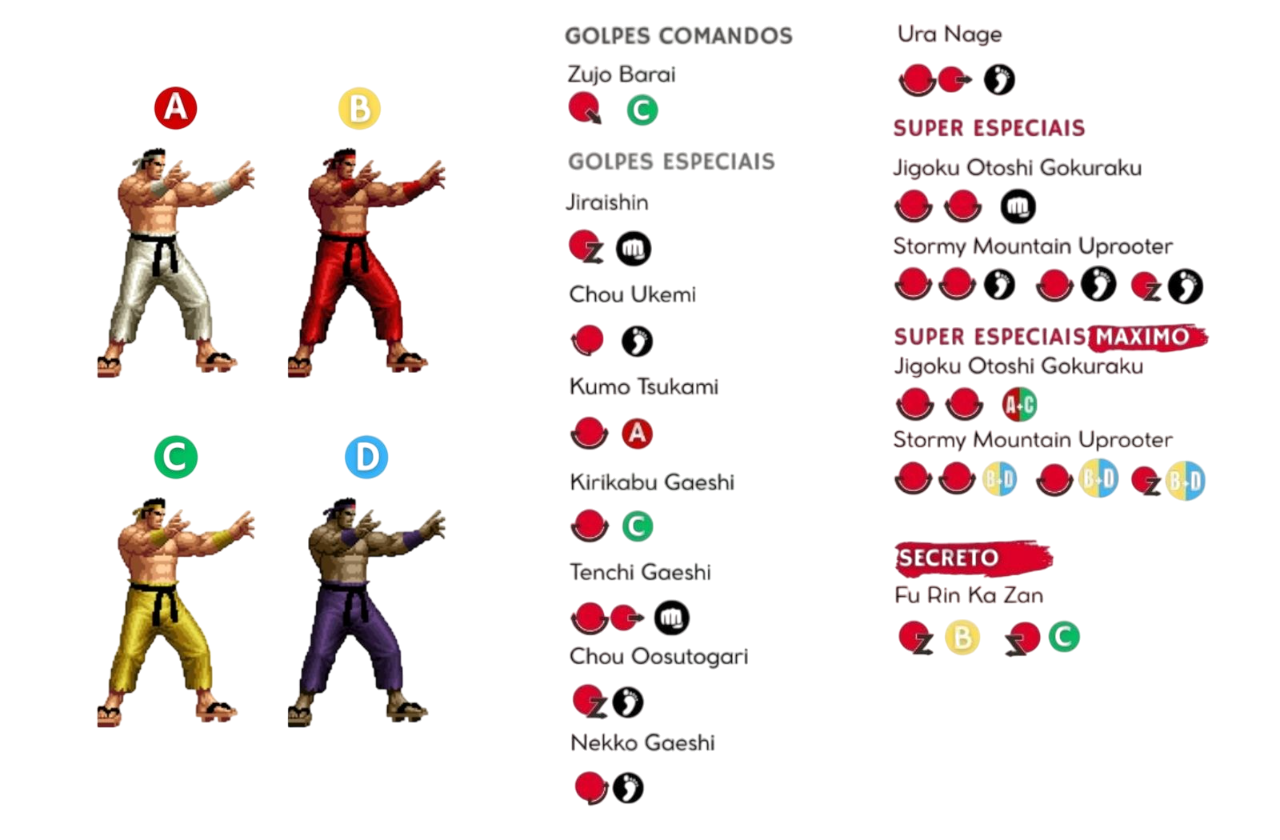 A
B
C
D
GOLPES COMANDOS
Zujo Barai
C
GOLPES ESPECIAIS
Jiraishin
Chou Ukemi
Kumo Tsukami
A
Kirikabu Gaeshi
C
Tenchi Gaeshi
Chou Oosutogari
Nekko Gaeshi
Ura Nage
SUPER ESPECIAIS
Jigoku Otoshi Gokuraku
Stormy Mountain Uprooter
SUPER ESPECIAIS MAXIMO
Jigoku Otoshi Gokuraku
A+C
Stormy Mountain Uprooter
B+D B+D B+D
SECRETO
Fu Rin Ka Zan
B C